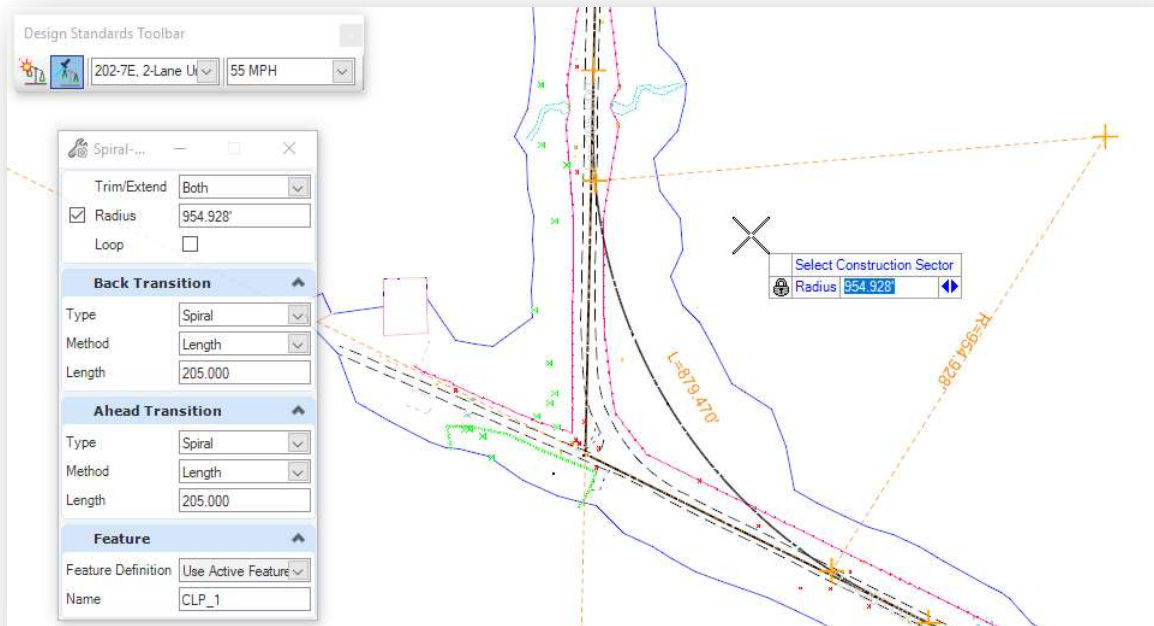 Design Standards Toolbar
202-7E, 2-Lane Ur
55 MPH
Spiral-...
Trim/Extend Both
Radius 954.928'
Loop
Back Transition
Type Spiral
Method Length
Length 205.000
Ahead Transition
Type Spiral
Method Length
Length 205.000
Feature
Feature Definition Use Active Feature
Name CLP_1
Select Construction Sector
Radius 954.928'
R=954.928'
L=879.470'